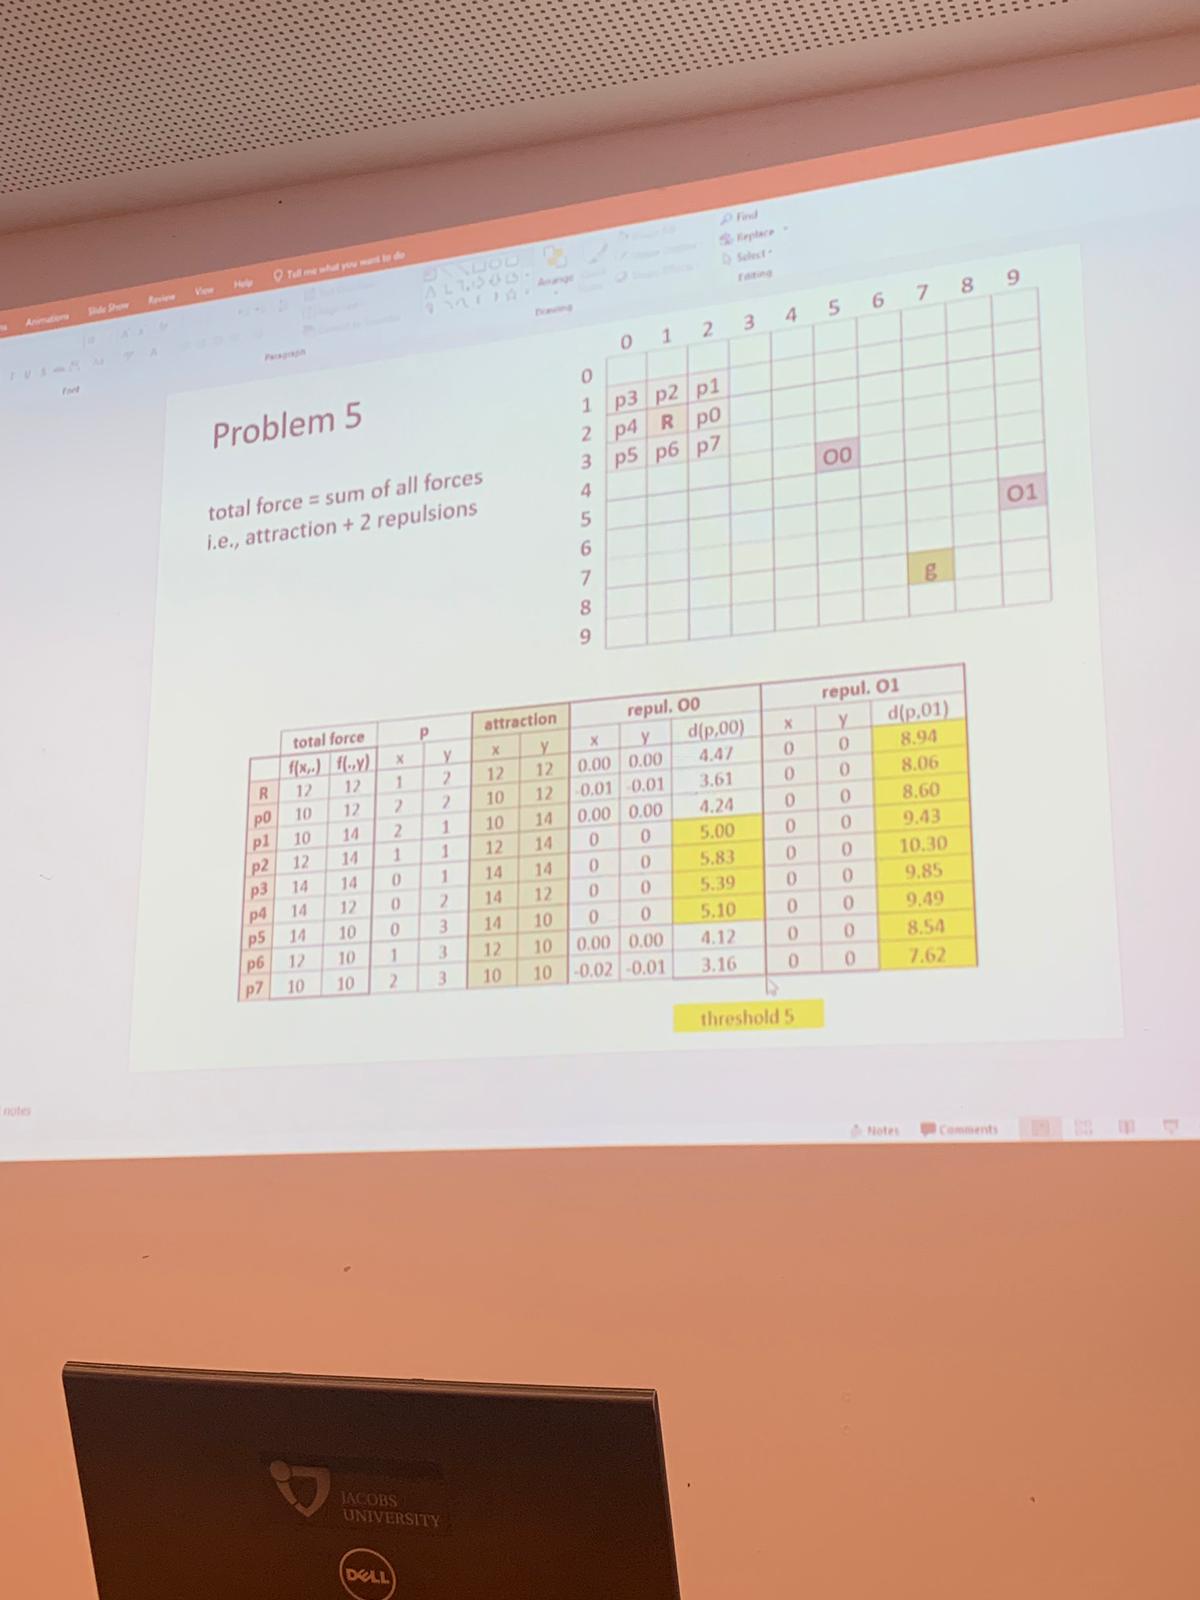 Animations Slide Show Review View Help Tell me what you want to do
Find
Replace
Select
Arrange
Font Paragraph Drawing Editing
Problem 5
total force = sum of all forces
i.e., attraction + 2 repulsions
0 1 2 3 4 5 6 7 8 9
0
1 p3 p2 p1
2 p4 R p0
3 p5 p6 p7 O0
4
5 O1
6
7
8 g
9
total force p attraction repul. O0 repul. O1
f(x,.) f(.,y) x y x y x y d(p,00) x y d(p,01)
R 12 12 1 2 12 12 0.00 0.00 4.47 0 0 8.94
p0 10 12 2 2 10 12 -0.01 -0.01 3.61 0 0 8.06
p1 10 14 2 1 10 14 0.00 0.00 4.24 0 0 8.60
p2 12 14 1 1 12 14 0 0 5.00 0 0 9.43
p3 14 14 0 1 14 14 0 0 5.83 0 0 10.30
p4 14 12 0 2 14 12 0 0 5.39 0 0 9.85
p5 14 10 0 3 14 10 0 0 5.10 0 0 9.49
p6 12 10 1 3 12 10 0.00 0.00 4.12 0 0 8.54
p7 10 10 2 3 10 10 -0.02 -0.01 3.16 0 0 7.62
threshold 5
notes
Notes Comments
JACOBS
UNIVERSITY
DELL